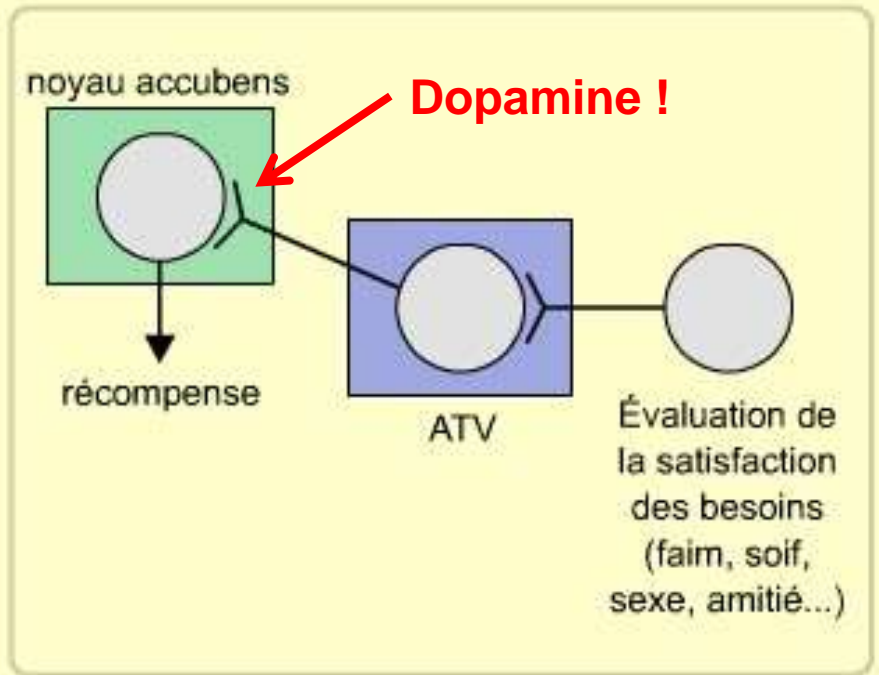 noyau accubens
Dopamine !
récompense
ATV
Évaluation de
la satisfaction
des besoins
(faim, soif,
sexe, amitié...)